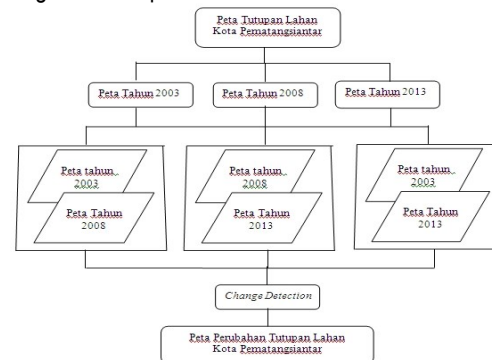 Peta Tutupan Lahan
Kota Pematangsiantar
Peta Tahun 2003
Peta Tahun 2008
Peta Tahun 2013
Peta tahun
2003
Peta Tahun
2008
Peta tahun
2008
Peta Tahun
2013
Peta tahun
2003
Peta Tahun
2013
Change Detection
Peta Perubahan Tutupan Lahan
Kota Pematangsiantar